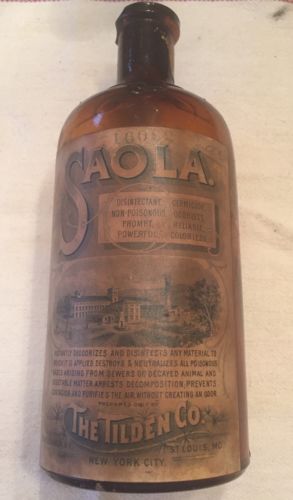 SAOLA.
DISINFECTANT GERMICIDE
NON-POISONOUS ODORLESS
PROMPT RELIABLE
POWERFUL COLORLESS
INSTANTLY DEODORIZES AND DISINFECTS ANY MATERIAL TO
WHICH IT IS APPLIED DESTROYS & NEUTRALIZES ALL POISONOUS
GASES ARISING FROM SEWERS OR DECAYED ANIMAL AND
VEGETABLE MATTER ARRESTS DECOMPOSITION, PREVENTS
CONTAGION AND PURIFIES THE AIR, WITHOUT CREATING AN ODOR
PREPARED ONLY BY
THE TILDEN CO.
NEW YORK CITY. ST LOUIS, MO.